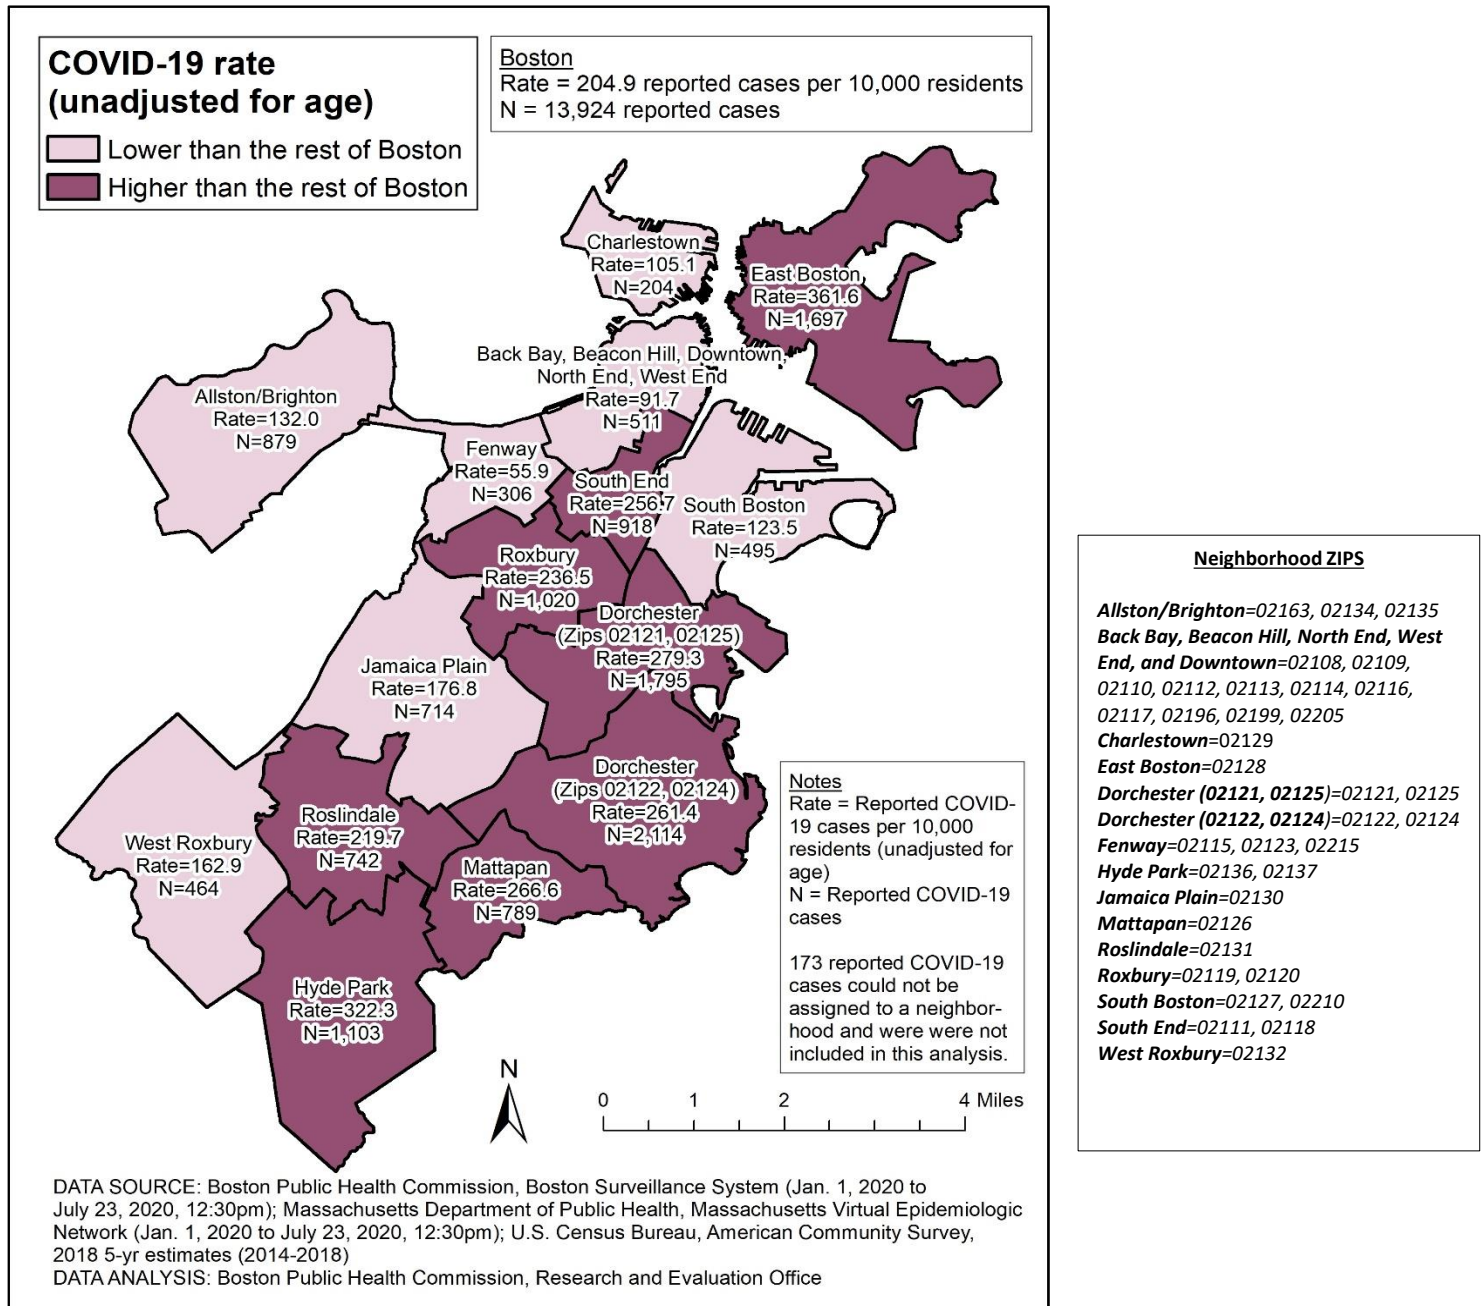 COVID-19 rate
(unadjusted for age)
Lower than the rest of Boston
Higher than the rest of Boston
Boston
Rate = 204.9 reported cases per 10,000 residents
N = 13,924 reported cases
Charlestown
Rate=105.1
N=204
East Boston
Rate=361.6
N=1,697
Back Bay, Beacon Hill, Downtown,
North End, West End
Rate=91.7
N=511
Allston/Brighton
Rate=132.0
N=879
Fenway
Rate=55.9
N=306
South End
Rate=256.7
N=918
South Boston
Rate=123.5
N=495
Roxbury
Rate=236.5
N=1,020
Dorchester
(Zips 02121, 02125)
Rate=279.3
N=1,795
Jamaica Plain
Rate=176.8
N=714
Dorchester
(Zips 02122, 02124)
Rate=261.4
N=2,114
Roslindale
Rate=219.7
N=742
West Roxbury
Rate=162.9
N=464
Mattapan
Rate=266.6
N=789
Hyde Park
Rate=322.3
N=1,103
Notes
Rate = Reported COVID-
19 cases per 10,000
residents (unadjusted for
age)
N = Reported COVID-19
cases
173 reported COVID-19
cases could not be
assigned to a neighbor-
hood and were were not
included in this analysis.
N
0 1 2 4 Miles
DATA SOURCE: Boston Public Health Commission, Boston Surveillance System (Jan. 1, 2020 to
July 23, 2020, 12:30pm); Massachusetts Department of Public Health, Massachusetts Virtual Epidemiologic
Network (Jan. 1, 2020 to July 23, 2020, 12:30pm); U.S. Census Bureau, American Community Survey,
2018 5-yr estimates (2014-2018)
DATA ANALYSIS: Boston Public Health Commission, Research and Evaluation Office
Neighborhood ZIPS
Allston/Brighton=02163, 02134, 02135
Back Bay, Beacon Hill, North End, West
End, and Downtown=02108, 02109,
02110, 02112, 02113, 02114, 02116,
02117, 02196, 02199, 02205
Charlestown=02129
East Boston=02128
Dorchester (02121, 02125)=02121, 02125
Dorchester (02122, 02124)=02122, 02124
Fenway=02115, 02123, 02215
Hyde Park=02136, 02137
Jamaica Plain=02130
Mattapan=02126
Roslindale=02131
Roxbury=02119, 02120
South Boston=02127, 02210
South End=02111, 02118
West Roxbury=02132